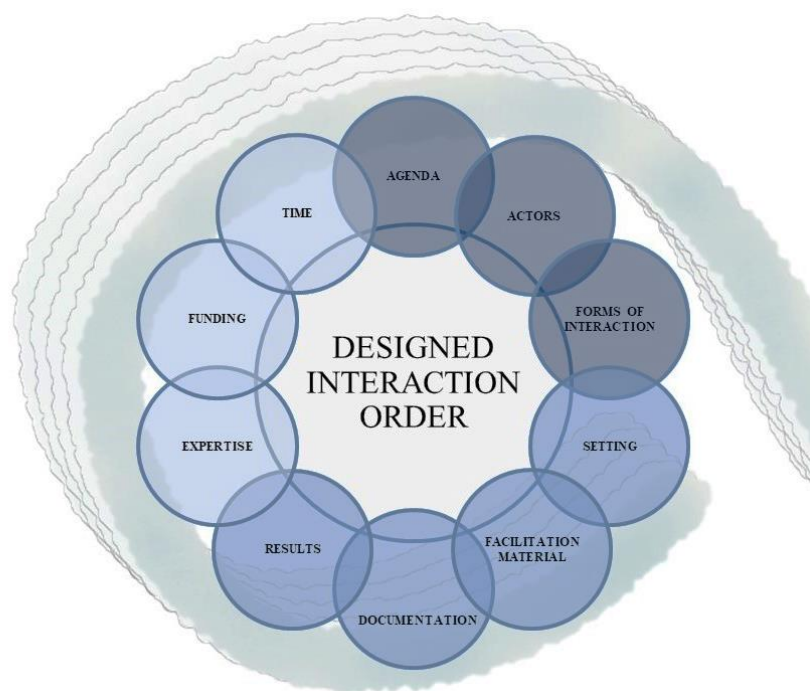 AGENDA
TIME
ACTORS
FUNDING
FORMS OF
INTERACTION
DESIGNED
INTERACTION
ORDER
EXPERTISE
SETTING
RESULTS
FACILITATION
MATERIAL
DOCUMENTATION